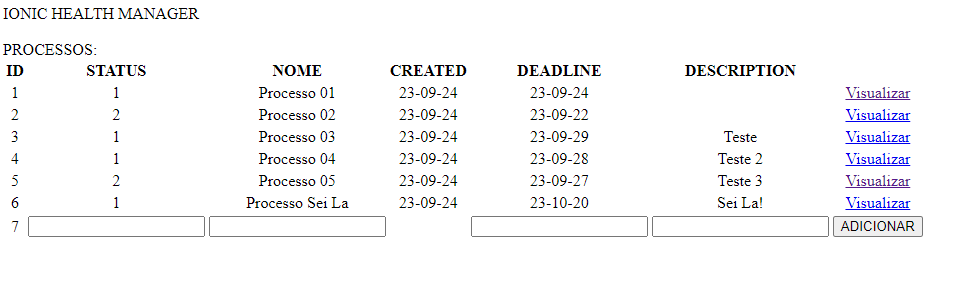 IONIC HEALTH MANAGER
PROCESSOS:
ID STATUS NOME CREATED DEADLINE DESCRIPTION
1 1 Processo 01 23-09-24 23-09-24 Visualizar
2 2 Processo 02 23-09-24 23-09-22 Visualizar
3 1 Processo 03 23-09-24 23-09-29 Teste Visualizar
4 1 Processo 04 23-09-24 23-09-28 Teste 2 Visualizar
5 2 Processo 05 23-09-24 23-09-27 Teste 3 Visualizar
6 1 Processo Sei La 23-09-24 23-10-20 Sei La! Visualizar
7 ADICIONAR